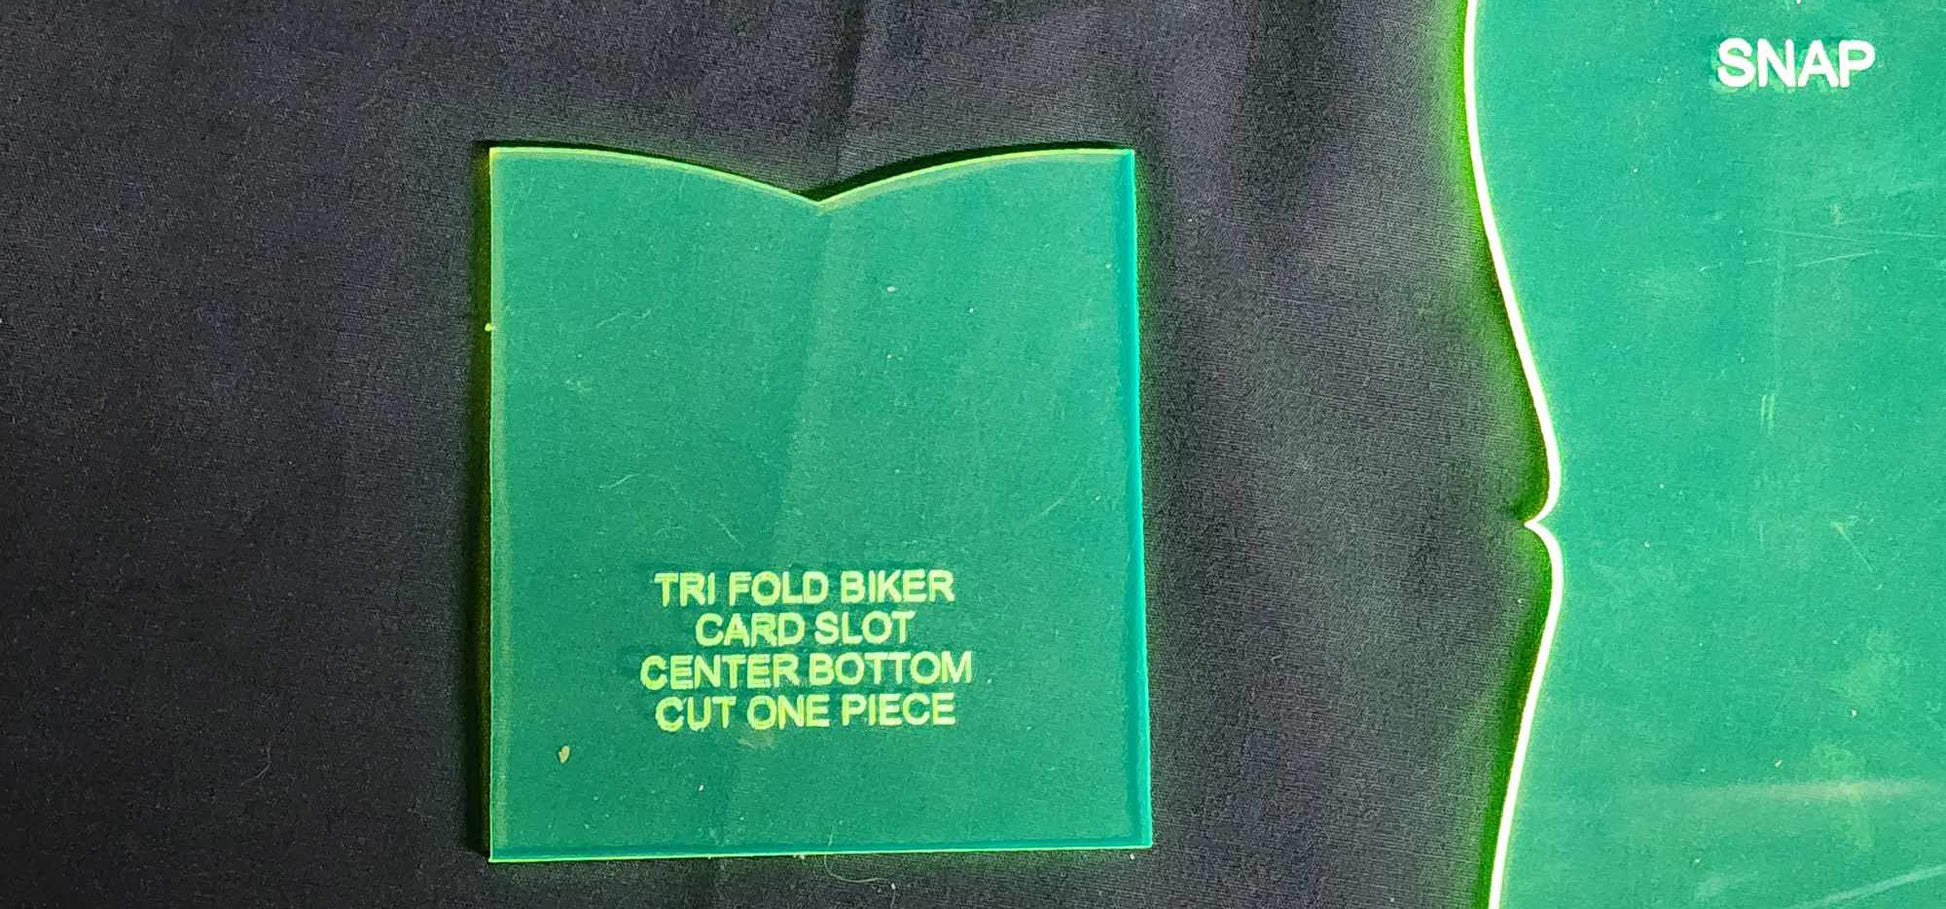 SNAP
TRI FOLD BIKER
CARD SLOT
CENTER BOTTOM
CUT ONE PIECE